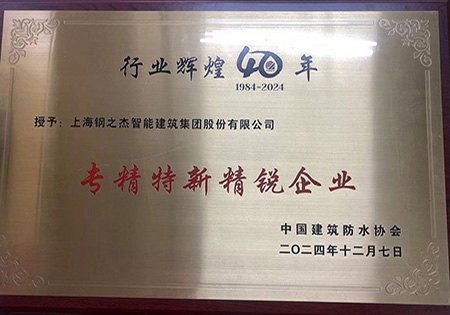 行业辉煌40年
1984-2024
授予：上海钢之杰智能建筑集团股份有限公司
专精特新精锐企业
中国建筑防水协会
二〇二四年十二月七日